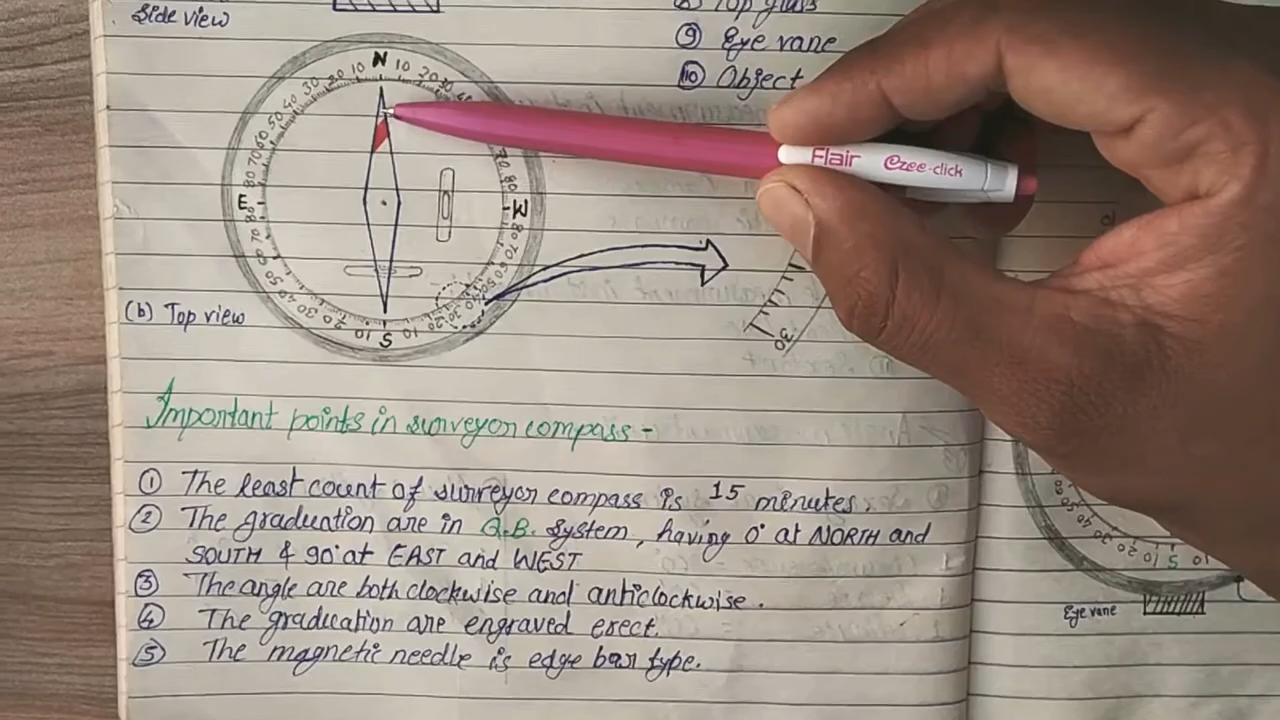 Side view
Top glass
⑨ Eye vane
⑩ Object
N
E
W
S
(b) Top view
30
Flair ezee-click
Important points in surveyor compass -
① The least count of surveyor compass is 15 minutes.
② The graduation are in Q.B. system, having 0° at NORTH and
SOUTH & 90° at EAST and WEST
③ The angle are both clockwise and anticlockwise.
④ The graduation are engraved erect.
⑤ The magnetic needle is edge bar type.
Eye vane
S